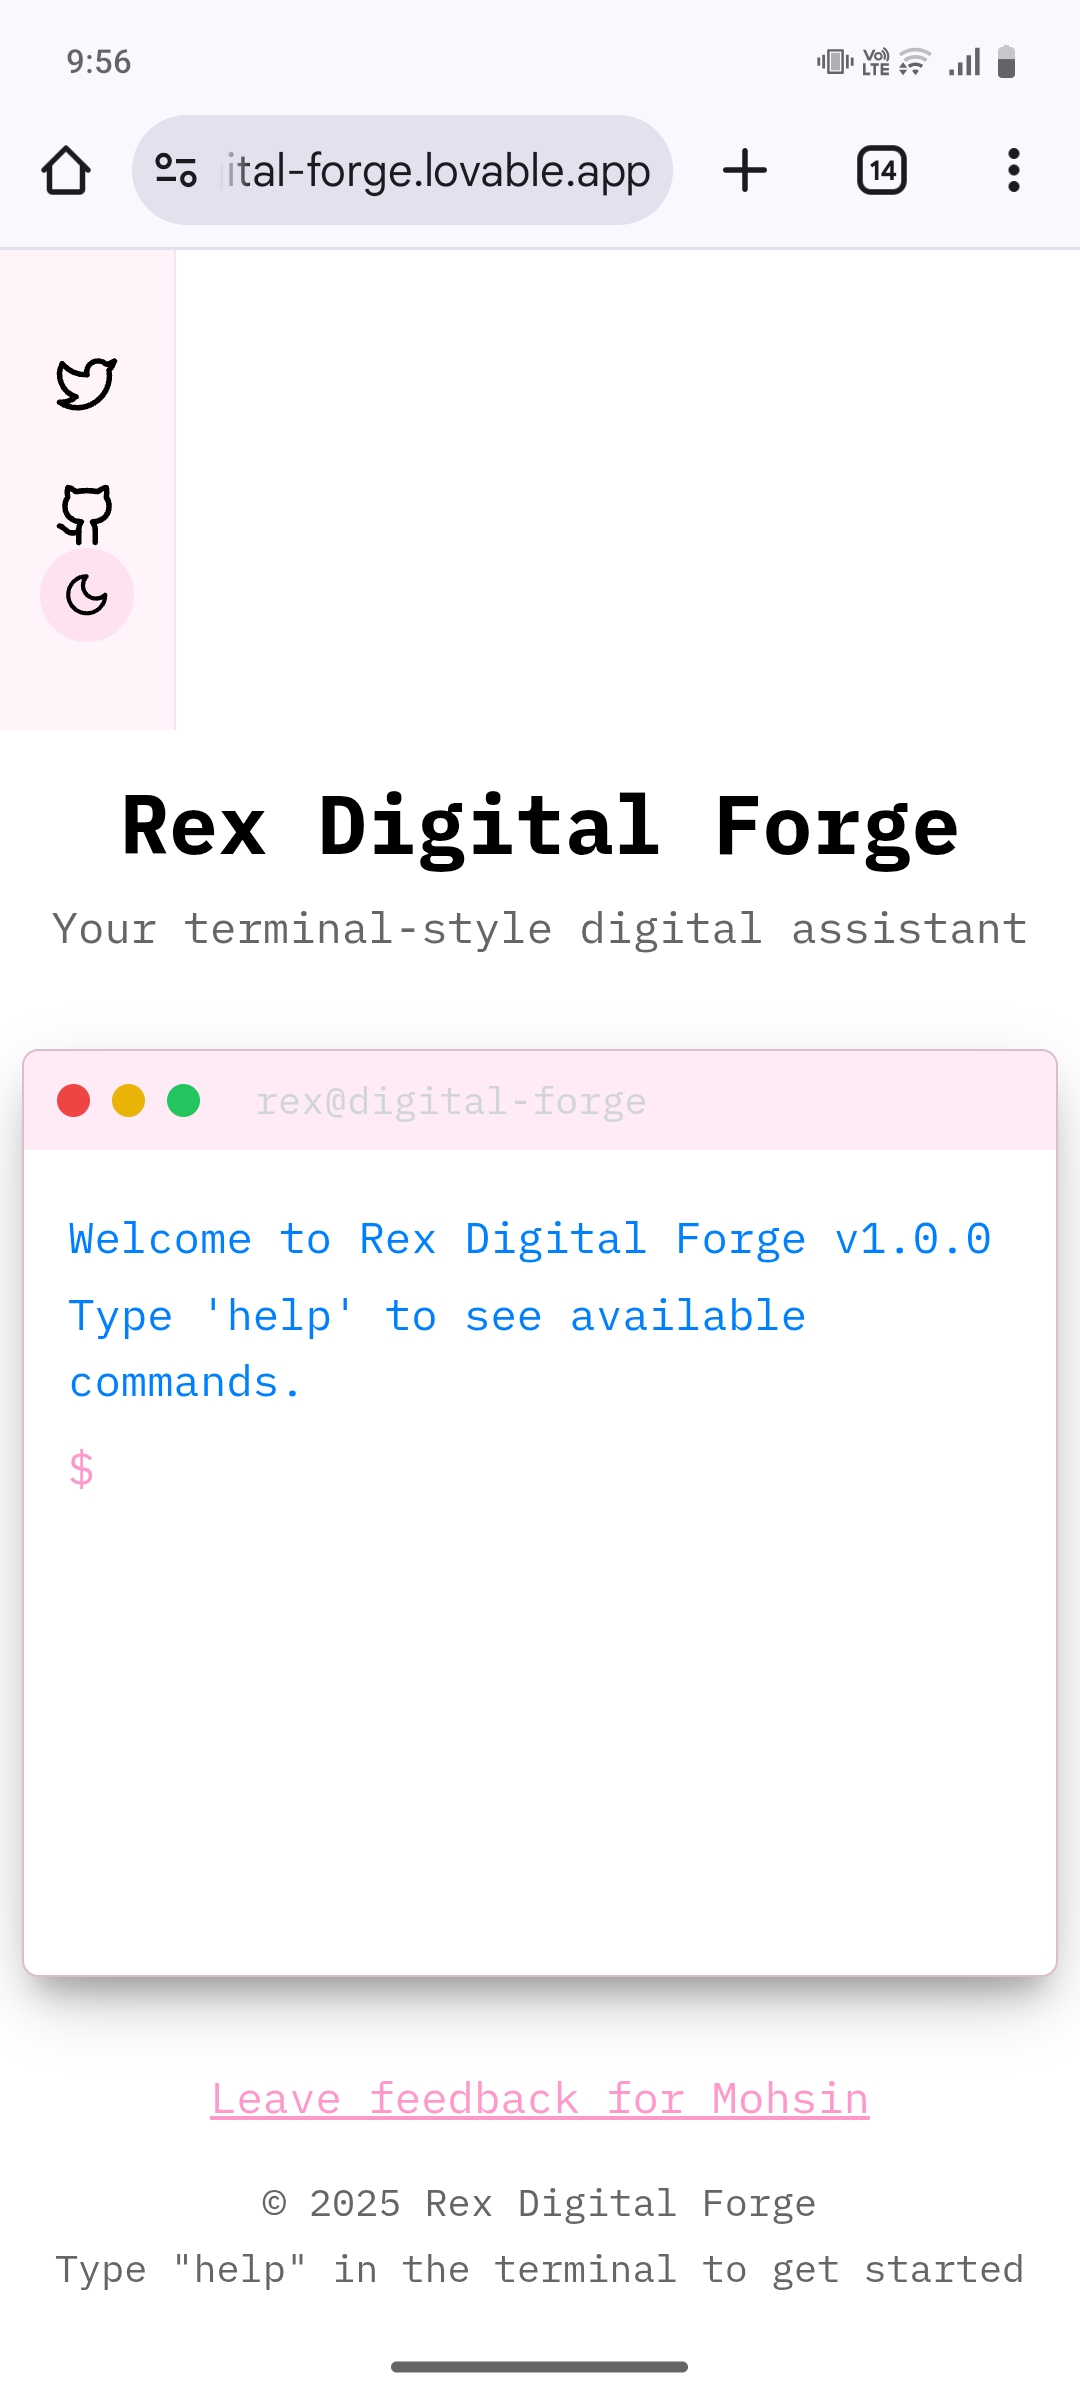 9:56
Vo) LTE
ital-forge.lovable.app
14
Rex Digital Forge
Your terminal-style digital assistant
rex@digital-forge
Welcome to Rex Digital Forge v1.0.0
Type 'help' to see available
commands.
$
Leave feedback for Mohsin
© 2025 Rex Digital Forge
Type "help" in the terminal to get started